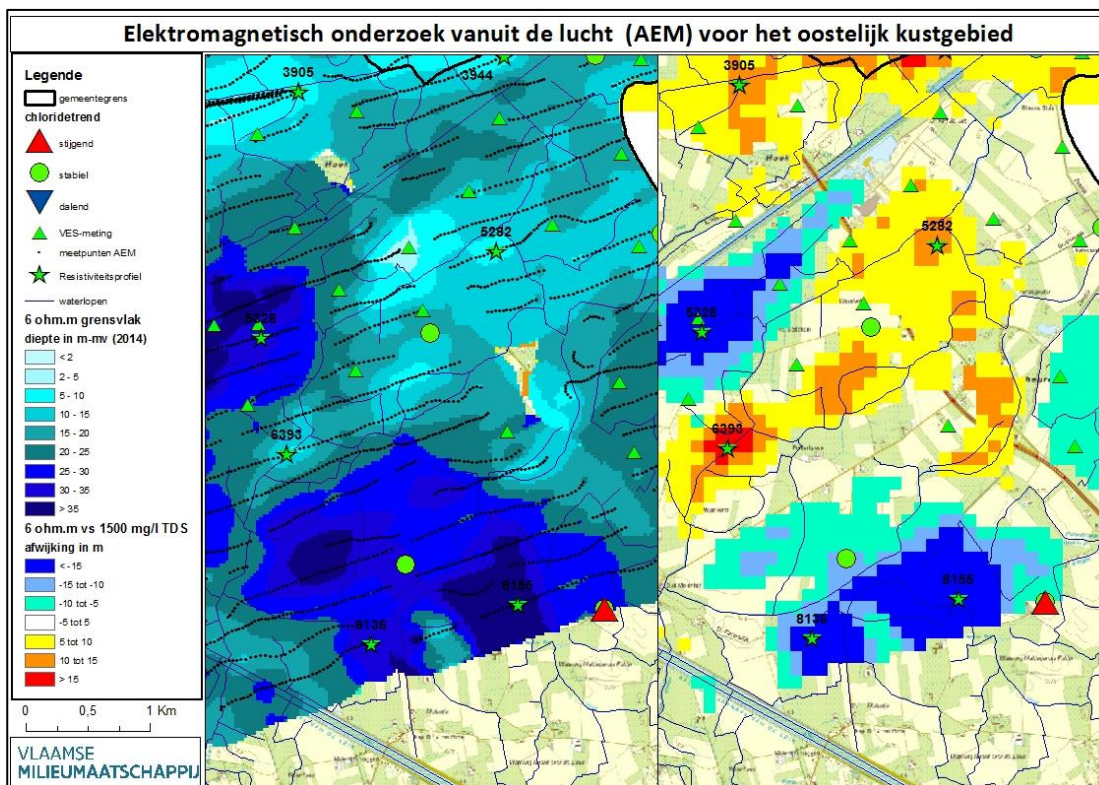 Elektromagnetisch onderzoek vanuit de lucht (AEM) voor het oostelijk kustgebied
Legende
gemeentegrens
chloridetrend
stijgend
stabiel
dalend
VES-meting
meetpunten AEM
Resistiviteitsprofiel
waterlopen
6 ohm.m grensvlak
diepte in m-mv (2014)
< 2
2 - 5
5 - 10
10 - 15
15 - 20
20 - 25
25 - 30
30 - 35
> 35
6 ohm.m vs 1500 mg/l TDS
afwijking in m
< -15
-15 tot -10
-10 tot -5
-5 tot 5
5 tot 10
10 tot 15
> 15
0 0,5 1 Km
VLAAMSE
MILIEUMAATSCHAPPIJ
3905
3944
Hoek
5282
5328
6393
8155
8136
3905
Hoek
5282
5328
6393
8155
8136